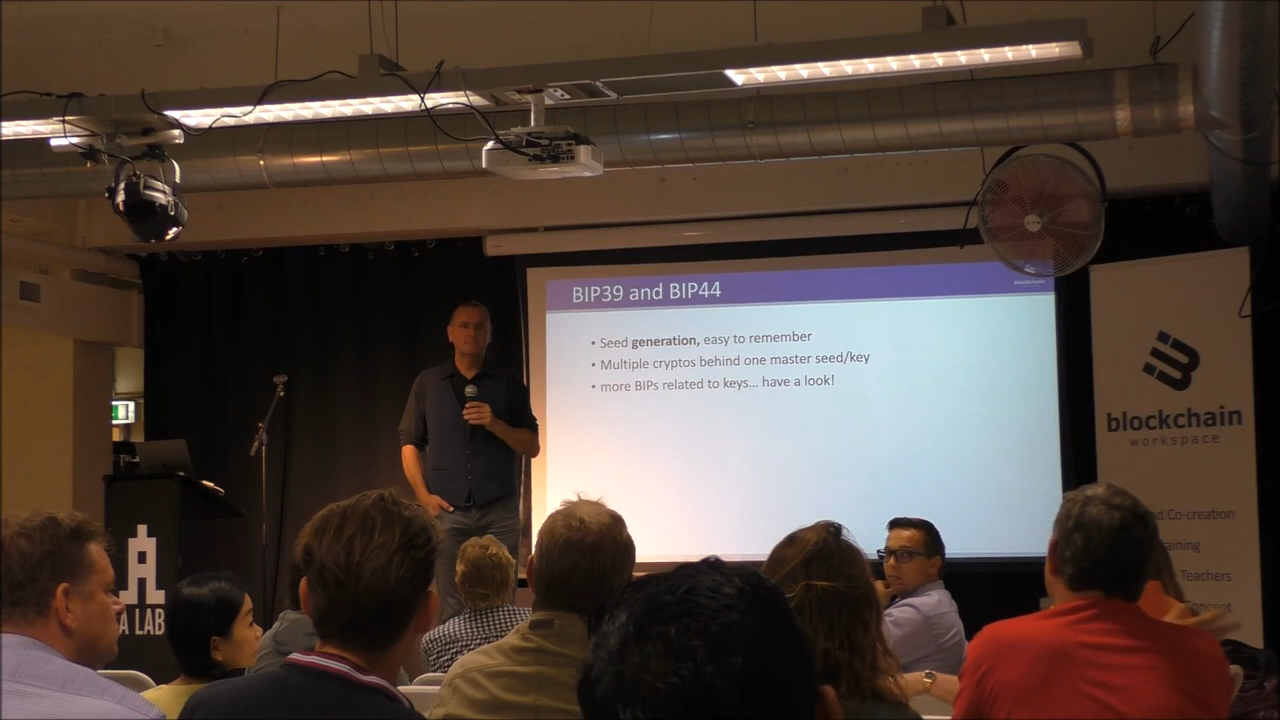 BIP39 and BIP44
blockchain
• Seed generation, easy to remember
• Multiple cryptos behind one master seed/key
• more BIPs related to keys... have a look!
blockchain
workspace
Co-creation
Teachers
A LAB